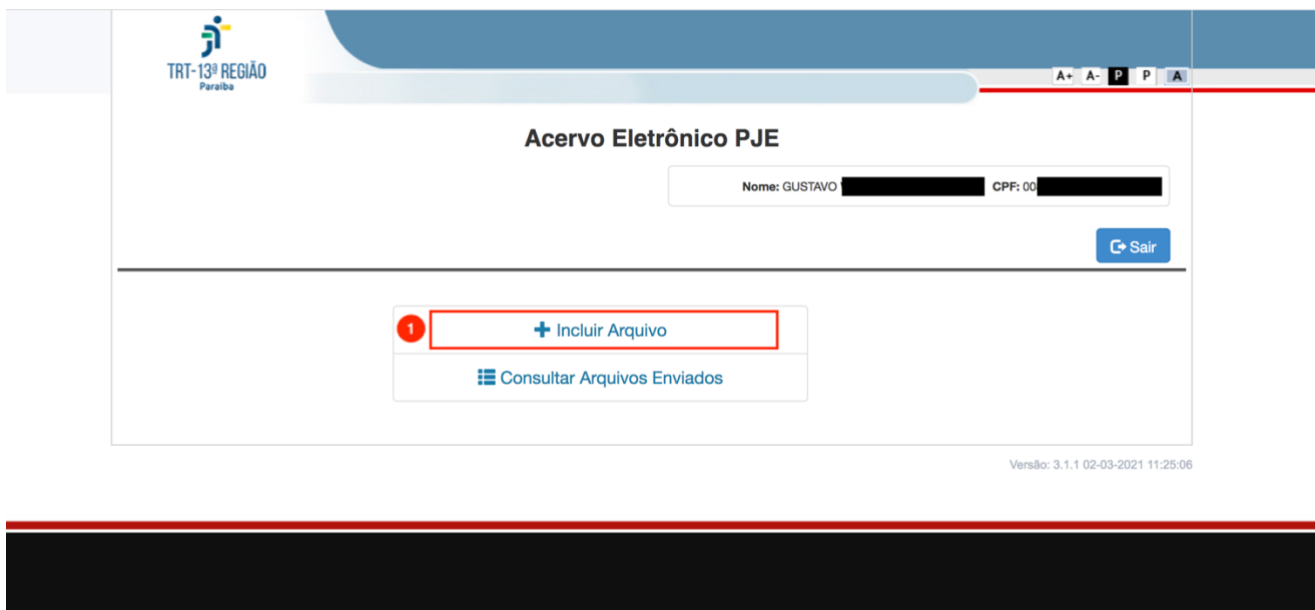 TRT-13ª REGIÃO
Paraíba
A+ A- P P A
Acervo Eletrônico PJE
Nome: GUSTAVO CPF: 00
Sair
1 Incluir Arquivo
Consultar Arquivos Enviados
Versão: 3.1.1 02-03-2021 11:25:06